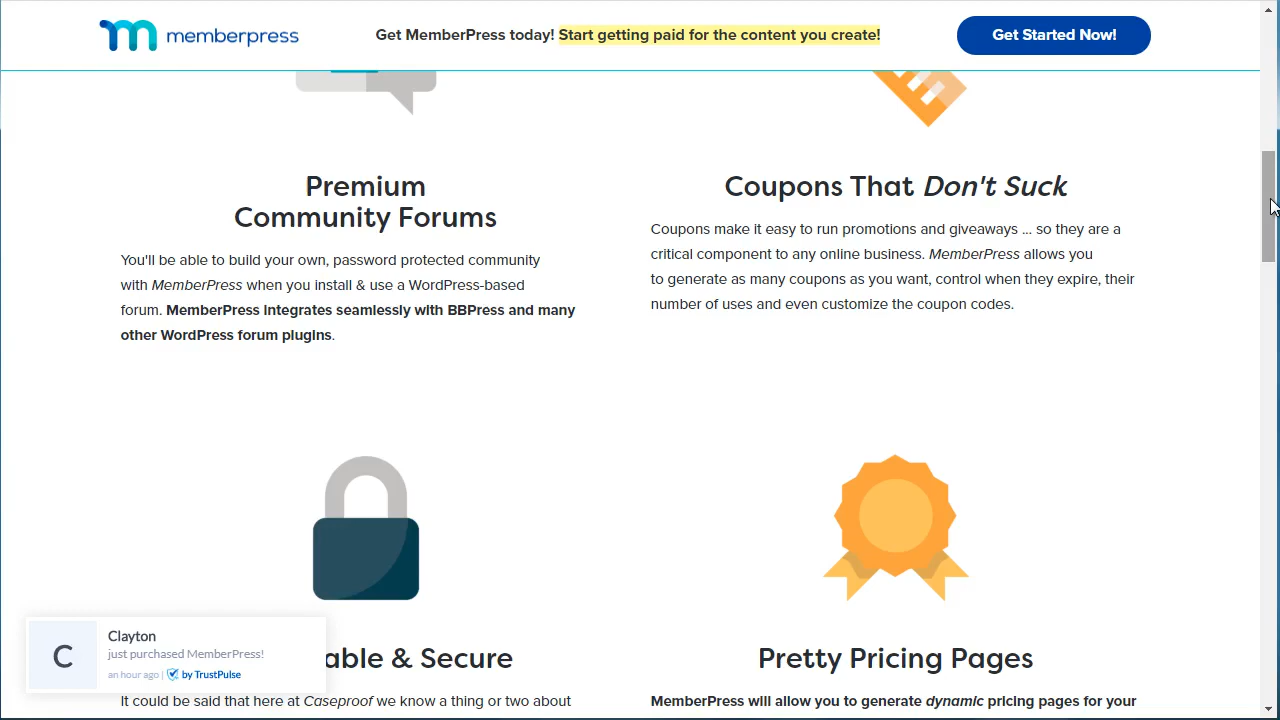 memberpress
Get MemberPress today! Start getting paid for the content you create!
Get Started Now!
Premium
Community Forums
You'll be able to build your own, password protected community
with MemberPress when you install & use a WordPress-based
forum. MemberPress integrates seamlessly with BBPress and many
other WordPress forum plugins.
Coupons That Don't Suck
Coupons make it easy to run promotions and giveaways ... so they are a
critical component to any online business. MemberPress allows you
to generate as many coupons as you want, control when they expire, their
number of uses and even customize the coupon codes.
able & Secure
It could be said that here at Caseproof we know a thing or two about
Pretty Pricing Pages
MemberPress will allow you to generate dynamic pricing pages for your
C
Clayton
just purchased MemberPress!
an hour ago | by TrustPulse